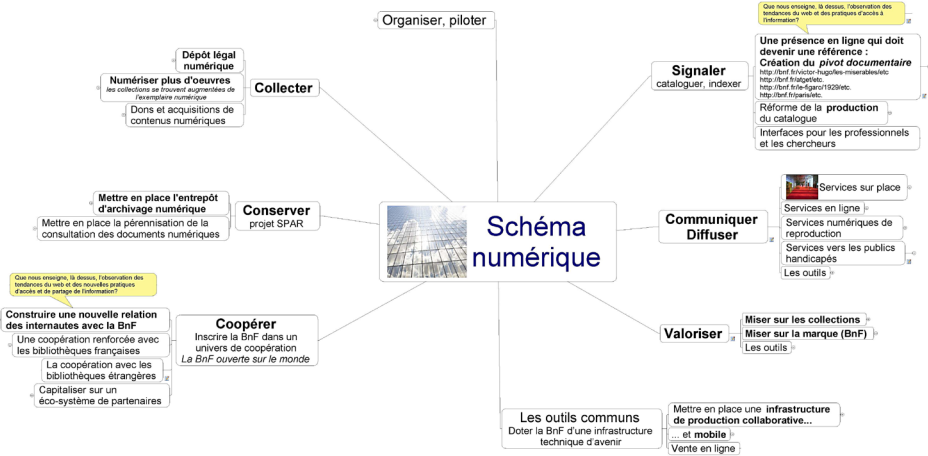 Organiser, piloter
Dépôt légal
numérique
Numériser plus d'oeuvres
les collections se trouvent augmentées de
l'exemplaire numérique
Dons et acquisitions de
contenus numériques
Collecter
Mettre en place l'entrepôt
d'archivage numérique
Mettre en place la pérennisation de la
consultation des documents numériques
Conserver
projet SPAR
Que nous enseigne, là dessus, l'observation des
tendances du web et des nouvelles pratiques
d'accès et de partage de l'information?
Construire une nouvelle relation
des internautes avec la BnF
Une coopération renforcée avec
les bibliothèques françaises
La coopération avec les
bibliothèques étrangères
Capitaliser sur un
éco-système de partenaires
Coopérer
Inscrire la BnF dans un
univers de coopération
La BnF ouverte sur le monde
Schéma
numérique
Que nous enseigne, là dessus, l'observation des
tendances du web et des pratiques d'accès à
l'information?
Signaler
cataloguer, indexer
Une présence en ligne qui doit
devenir une référence :
Création du pivot documentaire
http://bnf.fr/victor-hugo/les-miserables/etc
http://bnf.fr/atget/etc.
http://bnf.fr/le-figaro/1929/etc.
http://bnf.fr/paris/etc.
Réforme de la production
du catalogue
Interfaces pour les professionnels
et les chercheurs
Communiquer
Diffuser
Services sur place
Services en ligne
Services numériques de
reproduction
Services vers les publics
handicapés
Les outils
Valoriser
Miser sur les collections
Miser sur la marque (BnF)
Les outils
Les outils communs
Doter la BnF d'une infrastructure
technique d'avenir
Mettre en place une infrastructure
de production collaborative...
... et mobile
Vente en ligne